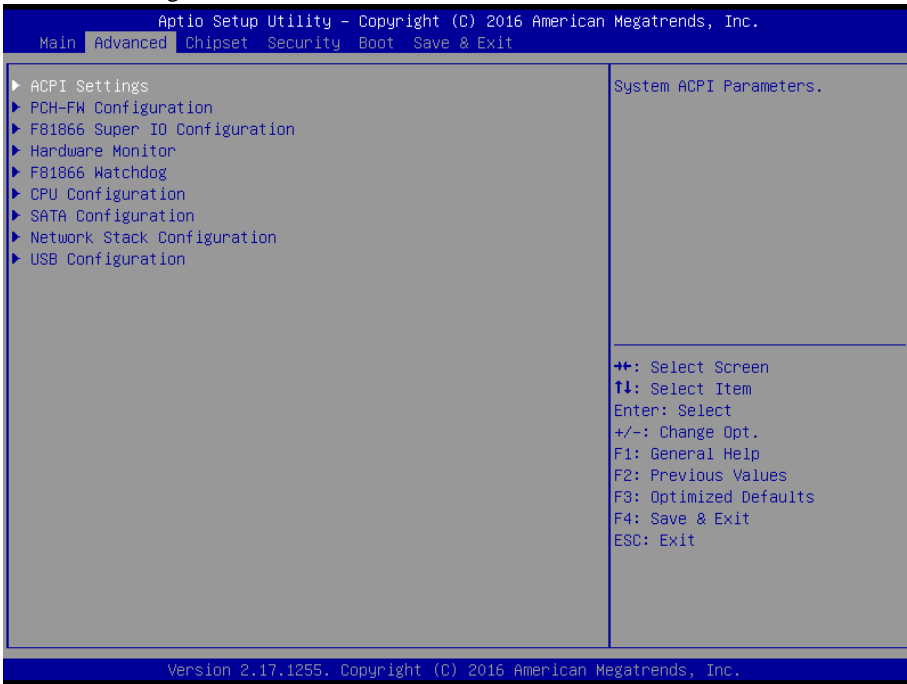 Aptio Setup Utility – Copyright (C) 2016 American Megatrends, Inc.
Main Advanced Chipset Security Boot Save & Exit
▶ ACPI Settings
▶ PCH-FW Configuration
▶ F81866 Super IO Configuration
▶ Hardware Monitor
▶ F81866 Watchdog
▶ CPU Configuration
▶ SATA Configuration
▶ Network Stack Configuration
▶ USB Configuration
System ACPI Parameters.
→←: Select Screen
↑↓: Select Item
Enter: Select
+/-: Change Opt.
F1: General Help
F2: Previous Values
F3: Optimized Defaults
F4: Save & Exit
ESC: Exit
Version 2.17.1255. Copyright (C) 2016 American Megatrends, Inc.